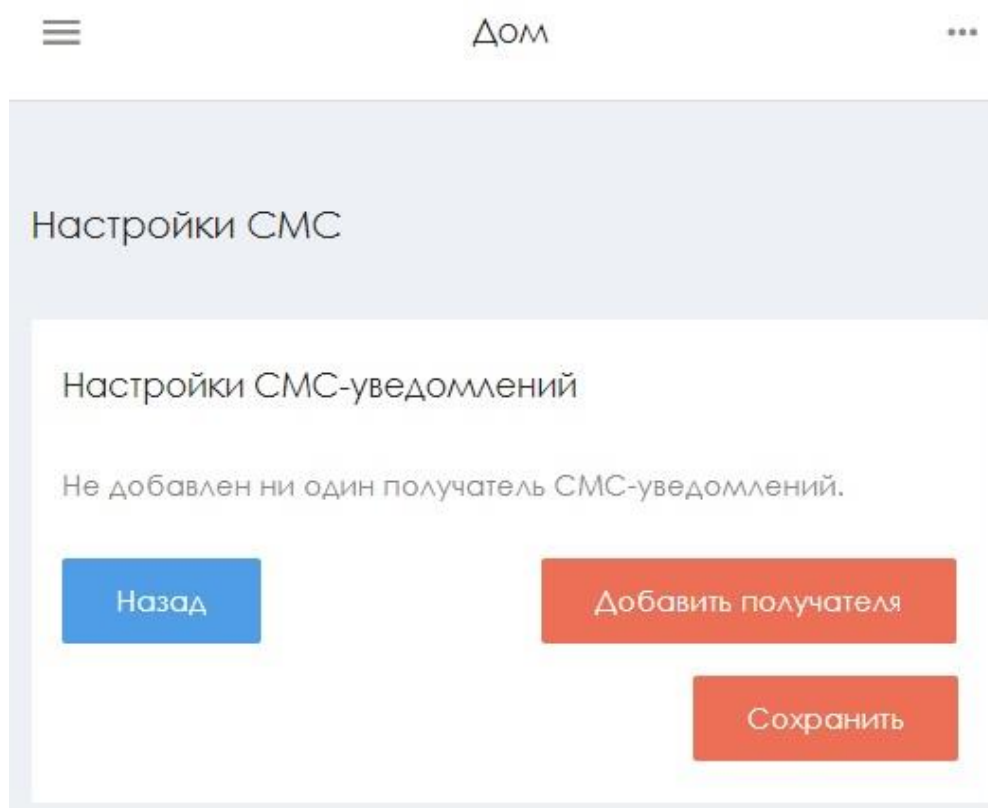 Дом
Настройки СМС
Настройки СМС-уведомлений
Не добавлен ни один получатель СМС-уведомлений.
Назад
Добавить получателя
Сохранить